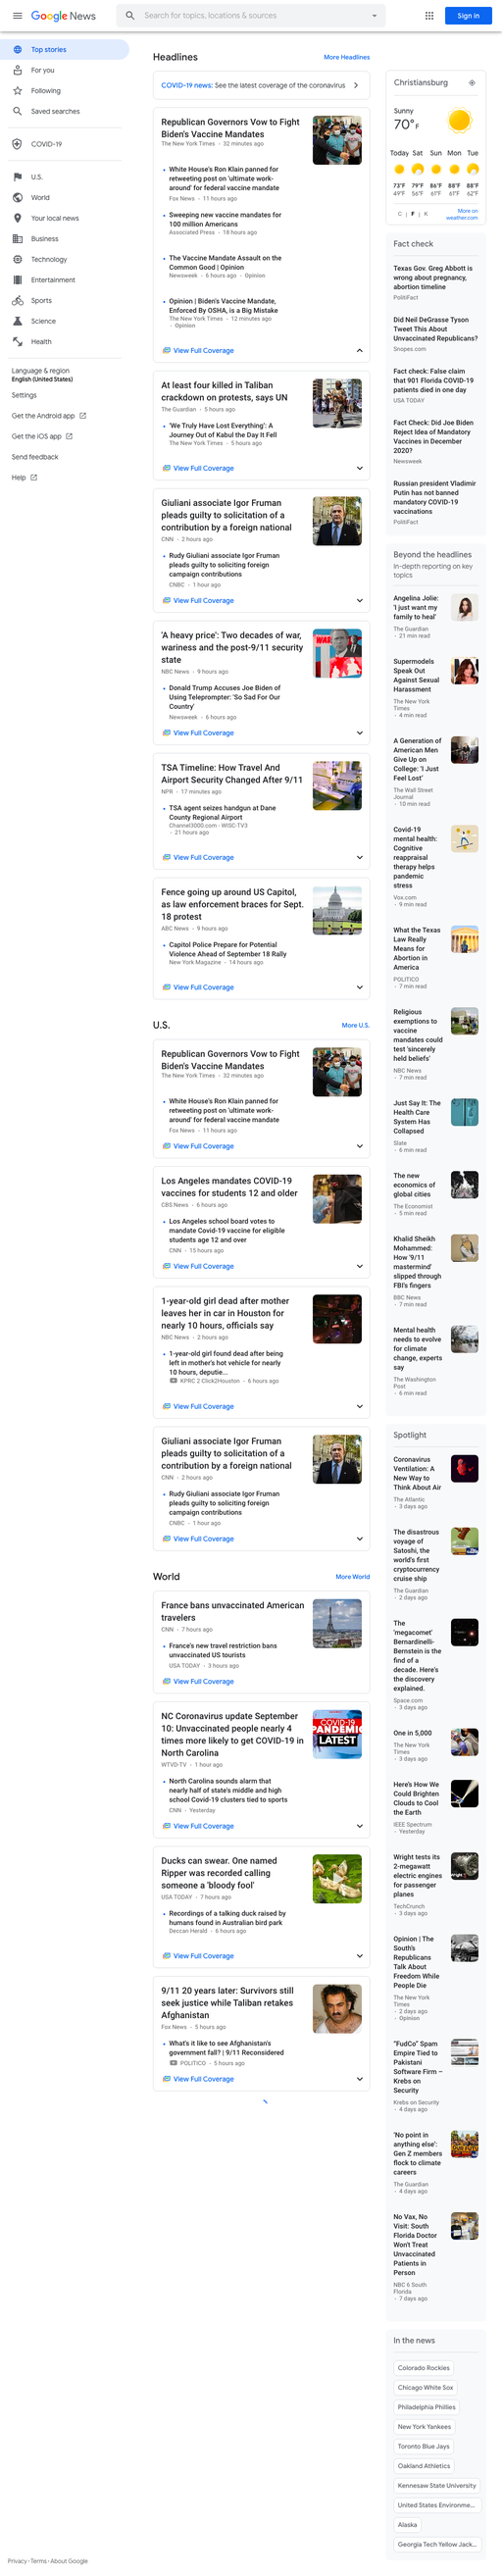 Google News
Search for topics, locations & sources
Sign in
Top stories
For you
Following
Saved searches
COVID-19
U.S.
World
Your local news
Business
Technology
Entertainment
Sports
Science
Health
Language & region
English (United States)
Settings
Get the Android app
Get the iOS app
Send feedback
Help
Headlines
More Headlines
COVID-19 news: See the latest coverage of the coronavirus
Republican Governors Vow to Fight
Biden's Vaccine Mandates
The New York Times · 32 minutes ago
White House's Ron Klain panned for
retweeting post on 'ultimate work-
around' for federal vaccine mandate
Fox News · 11 hours ago
Sweeping new vaccine mandates for
100 million Americans
Associated Press · 18 hours ago
The Vaccine Mandate Assault on the
Common Good | Opinion
Newsweek · 6 hours ago · Opinion
Opinion | Biden's Vaccine Mandate,
Enforced By OSHA, is a Big Mistake
The New York Times · 12 minutes ago
· Opinion
View Full Coverage
At least four killed in Taliban
crackdown on protests, says UN
The Guardian · 5 hours ago
'We Truly Have Lost Everything': A
Journey Out of Kabul the Day It Fell
The New York Times · 5 hours ago
View Full Coverage
Giuliani associate Igor Fruman
pleads guilty to solicitation of a
contribution by a foreign national
CNN · 2 hours ago
Rudy Giuliani associate Igor Fruman
pleads guilty to soliciting foreign
campaign contributions
CNBC · 1 hour ago
View Full Coverage
'A heavy price': Two decades of war,
wariness and the post-9/11 security
state
NBC News · 9 hours ago
Donald Trump Accuses Joe Biden of
Using Teleprompter: 'So Sad For Our
Country'
Newsweek · 6 hours ago
View Full Coverage
TSA Timeline: How Travel And
Airport Security Changed After 9/11
NPR · 17 minutes ago
TSA agent seizes handgun at Dane
County Regional Airport
Channel3000.com - WISC-TV3
· 21 hours ago
View Full Coverage
Fence going up around US Capitol,
as law enforcement braces for Sept.
18 protest
ABC News · 9 hours ago
Capitol Police Prepare for Potential
Violence Ahead of September 18 Rally
New York Magazine · 14 hours ago
View Full Coverage
U.S.
More U.S.
Republican Governors Vow to Fight
Biden's Vaccine Mandates
The New York Times · 32 minutes ago
White House's Ron Klain panned for
retweeting post on 'ultimate work-
around' for federal vaccine mandate
Fox News · 11 hours ago
View Full Coverage
Los Angeles mandates COVID-19
vaccines for students 12 and older
CBS News · 6 hours ago
Los Angeles school board votes to
mandate Covid-19 vaccine for eligible
students age 12 and over
CNN · 15 hours ago
View Full Coverage
1-year-old girl dead after mother
leaves her in car in Houston for
nearly 10 hours, officials say
NBC News · 2 hours ago
1-year-old girl found dead after being
left in mother's hot vehicle for nearly
10 hours, deputie...
KPRC 2 Click2Houston · 6 hours ago
View Full Coverage
Giuliani associate Igor Fruman
pleads guilty to solicitation of a
contribution by a foreign national
CNN · 2 hours ago
Rudy Giuliani associate Igor Fruman
pleads guilty to soliciting foreign
campaign contributions
CNBC · 1 hour ago
View Full Coverage
World
More World
France bans unvaccinated American
travelers
CNN · 7 hours ago
France's new travel restriction bans
unvaccinated US tourists
USA TODAY · 3 hours ago
View Full Coverage
NC Coronavirus update September
10: Unvaccinated people nearly 4
times more likely to get COVID-19 in
North Carolina
WTVD-TV · 1 hour ago
COVID-19
PANDEMIC
LATEST
North Carolina sounds alarm that
nearly half of state's middle and high
school Covid-19 clusters tied to sports
CNN · Yesterday
View Full Coverage
Ducks can swear. One named
Ripper was recorded calling
someone a 'bloody fool'
USA TODAY · 7 hours ago
Recordings of a talking duck raised by
humans found in Australian bird park
Deccan Herald · 6 hours ago
View Full Coverage
9/11 20 years later: Survivors still
seek justice while Taliban retakes
Afghanistan
Fox News · 5 hours ago
What's it like to see Afghanistan's
government fall? | 9/11 Reconsidered
POLITICO · 5 hours ago
View Full Coverage
Christiansburg
Sunny
70°F
Today Sat Sun Mon Tue
73°F 79°F 86°F 88°F 88°F
49°F 56°F 61°F 61°F 62°F
C | F | K
More on
weather.com
Fact check
Texas Gov. Greg Abbott is
wrong about pregnancy,
abortion timeline
PolitiFact
Did Neil DeGrasse Tyson
Tweet This About
Unvaccinated Republicans?
Snopes.com
Fact check: False claim
that 901 Florida COVID-19
patients died in one day
USA TODAY
Fact Check: Did Joe Biden
Reject Idea of Mandatory
Vaccines in December
2020?
Newsweek
Russian president Vladimir
Putin has not banned
mandatory COVID-19
vaccinations
PolitiFact
Beyond the headlines
In-depth reporting on key
topics
Angelina Jolie:
'I just want my
family to heal'
The Guardian
· 21 min read
Supermodels
Speak Out
Against Sexual
Harassment
The New York
Times
· 4 min read
A Generation of
American Men
Give Up on
College: 'I Just
Feel Lost'
The Wall Street
Journal
· 10 min read
Covid-19
mental health:
Cognitive
reappraisal
therapy helps
pandemic
stress
Vox.com
· 9 min read
What the Texas
Law Really
Means for
Abortion in
America
POLITICO
· 7 min read
Religious
exemptions to
vaccine
mandates could
test 'sincerely
held beliefs'
NBC News
· 7 min read
Just Say It: The
Health Care
System Has
Collapsed
Slate
· 6 min read
The new
economics of
global cities
The Economist
· 5 min read
Khalid Sheikh
Mohammed:
How '9/11
mastermind'
slipped through
FBI's fingers
BBC News
· 7 min read
Mental health
needs to evolve
for climate
change, experts
say
The Washington
Post
· 6 min read
Spotlight
Coronavirus
Ventilation: A
New Way to
Think About Air
The Atlantic
· 3 days ago
The disastrous
voyage of
Satoshi, the
world's first
cryptocurrency
cruise ship
The Guardian
· 2 days ago
The
'megacomet'
Bernardinelli-
Bernstein is the
find of a
decade. Here's
the discovery
explained.
Space.com
· 3 days ago
One in 5,000
The New York
Times
· 3 days ago
Here's How We
Could Brighten
Clouds to Cool
the Earth
IEEE Spectrum
· Yesterday
Wright tests its
2-megawatt
electric engines
for passenger
planes
TechCrunch
· 3 days ago
Opinion | The
South's
Republicans
Talk About
Freedom While
People Die
The New York
Times
· 2 days ago
· Opinion
"FudCo" Spam
Empire Tied to
Pakistani
Software Firm –
Krebs on
Security
Krebs on Security
· 4 days ago
'No point in
anything else':
Gen Z members
flock to climate
careers
The Guardian
· 4 days ago
No Vax, No
Visit: South
Florida Doctor
Won't Treat
Unvaccinated
Patients in
Person
NBC 6 South
Florida
· 7 days ago
In the news
Colorado Rockies
Chicago White Sox
Philadelphia Phillies
New York Yankees
Toronto Blue Jays
Oakland Athletics
Kennesaw State University
United States Environme...
Alaska
Georgia Tech Yellow Jack...
Privacy · Terms · About Google